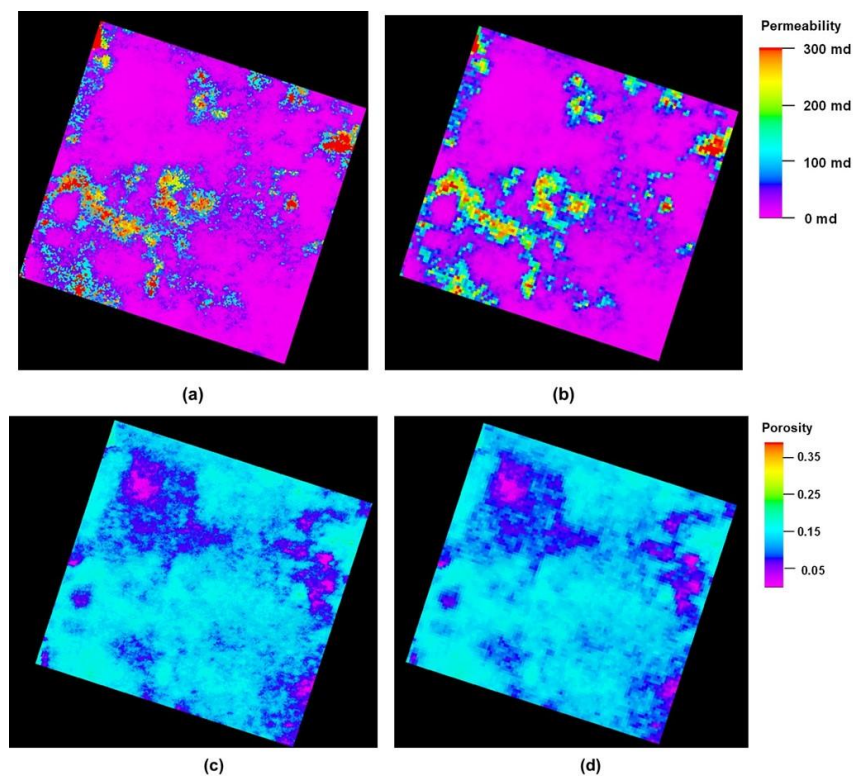 Permeability
300 md
200 md
100 md
0 md
(a)
(b)
Porosity
0.35
0.25
0.15
0.05
(c)
(d)